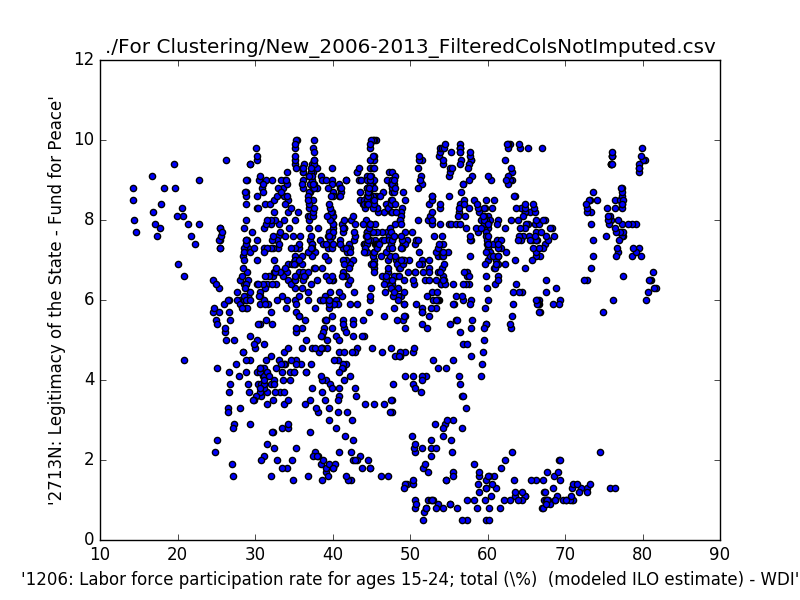 ./For Clustering/New_2006-2013_FilteredColsNotImputed.csv
12
10
8
6
4
2
0
'2713N: Legitimacy of the State - Fund for Peace'
10 20 30 40 50 60 70 80 90
'1206: Labor force participation rate for ages 15-24; total (\%)  (modeled ILO estimate) - WDI'